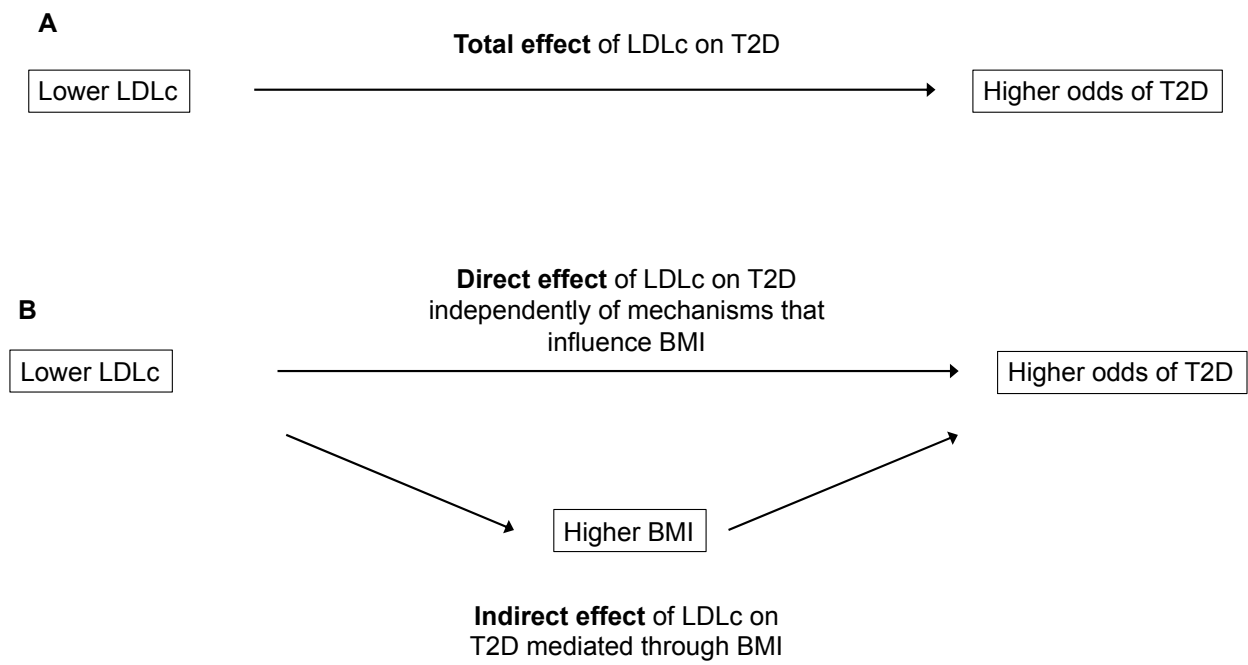 A
Total effect of LDLc on T2D
Lower LDLc
Higher odds of T2D
Direct effect of LDLc on T2D
B
independently of mechanisms that
influence BMI
Lower LDLc
Higher odds of T2D
Higher BMI
Indirect effect of LDLc on
T2D mediated through BMI